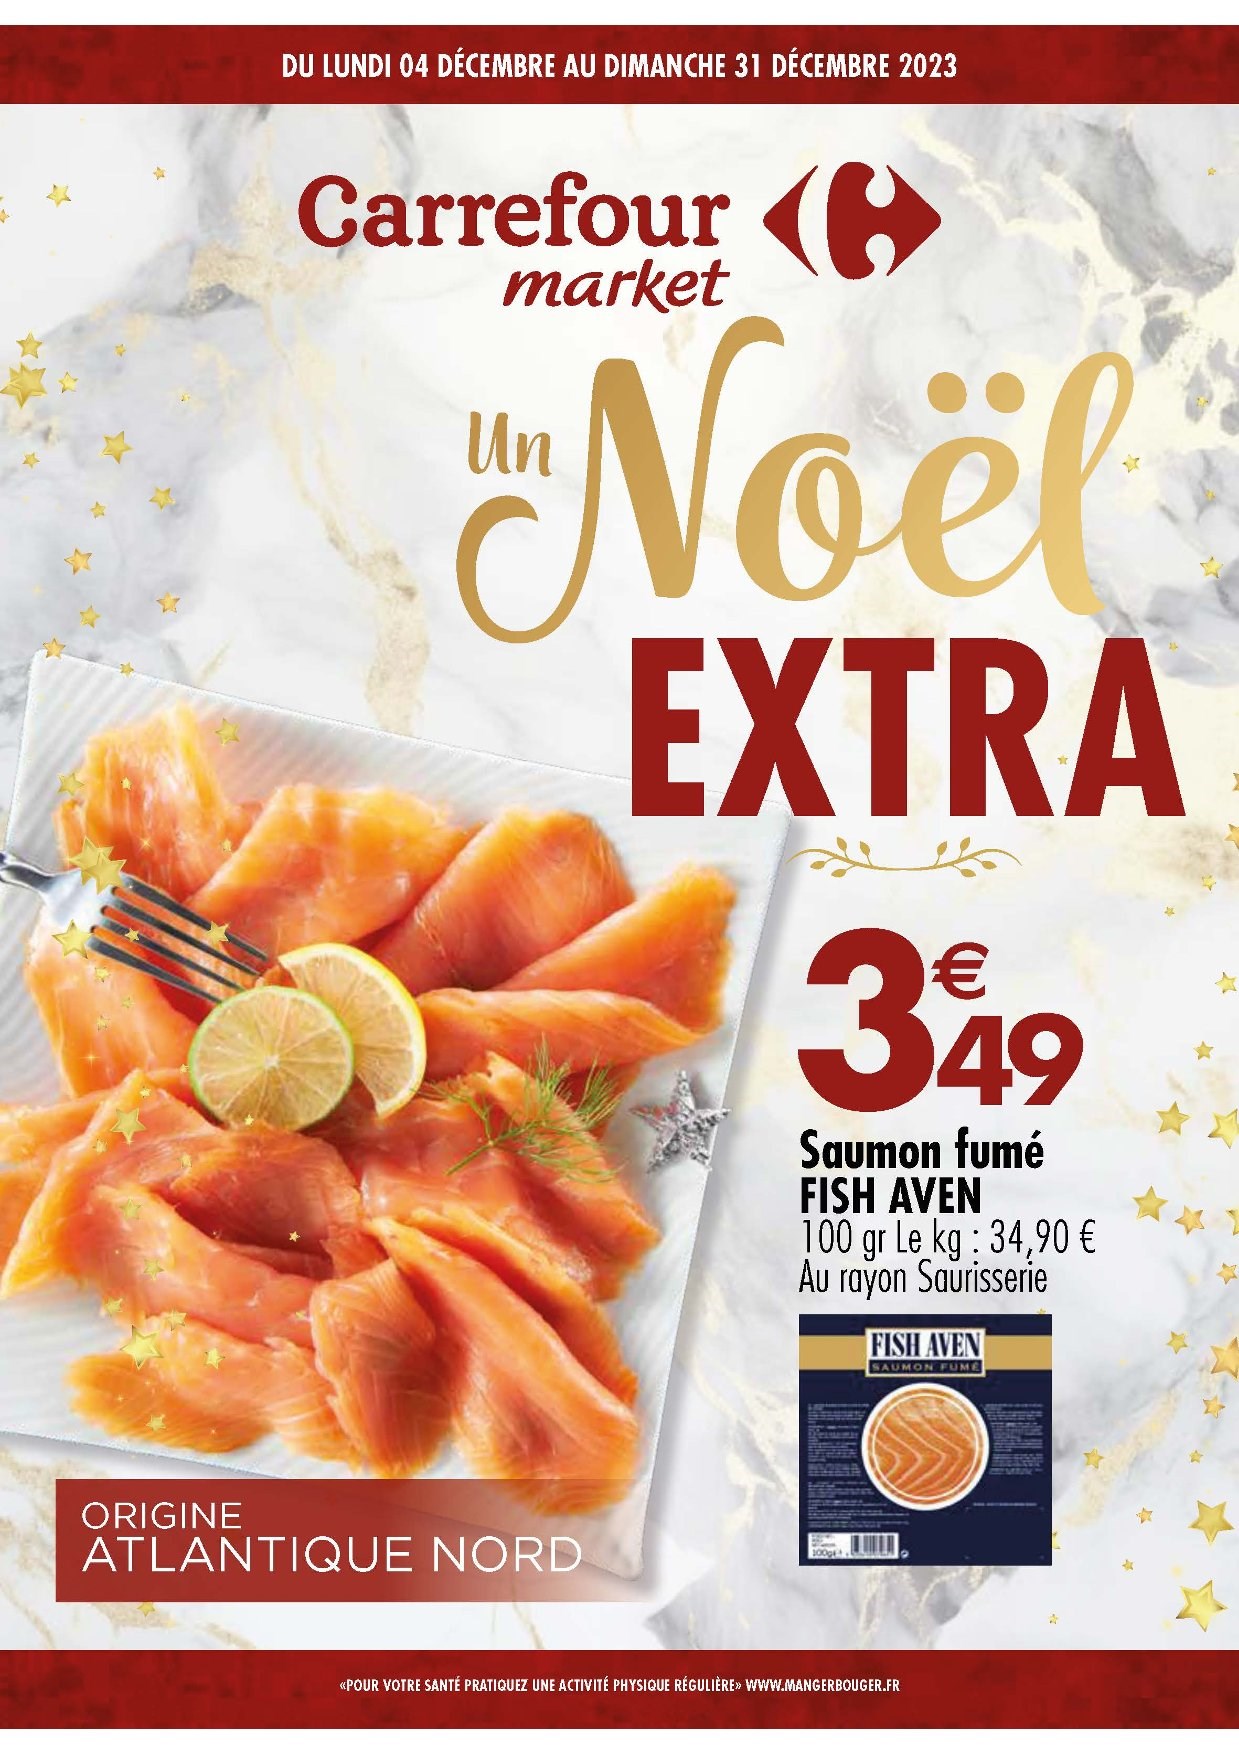 DU LUNDI 04 DÉCEMBRE AU DIMANCHE 31 DÉCEMBRE 2023
Carrefour
market
Un Noël
EXTRA
3€49
Saumon fumé
FISH AVEN
100 gr Le kg : 34,90 €
Au rayon Saurisserie
FISH AVEN
SAUMON FUMÉ
100g
ORIGINE
ATLANTIQUE NORD
«POUR VOTRE SANTÉ PRATIQUEZ UNE ACTIVITÉ PHYSIQUE RÉGULIÈRE» WWW.MANGERBOUGER.FR